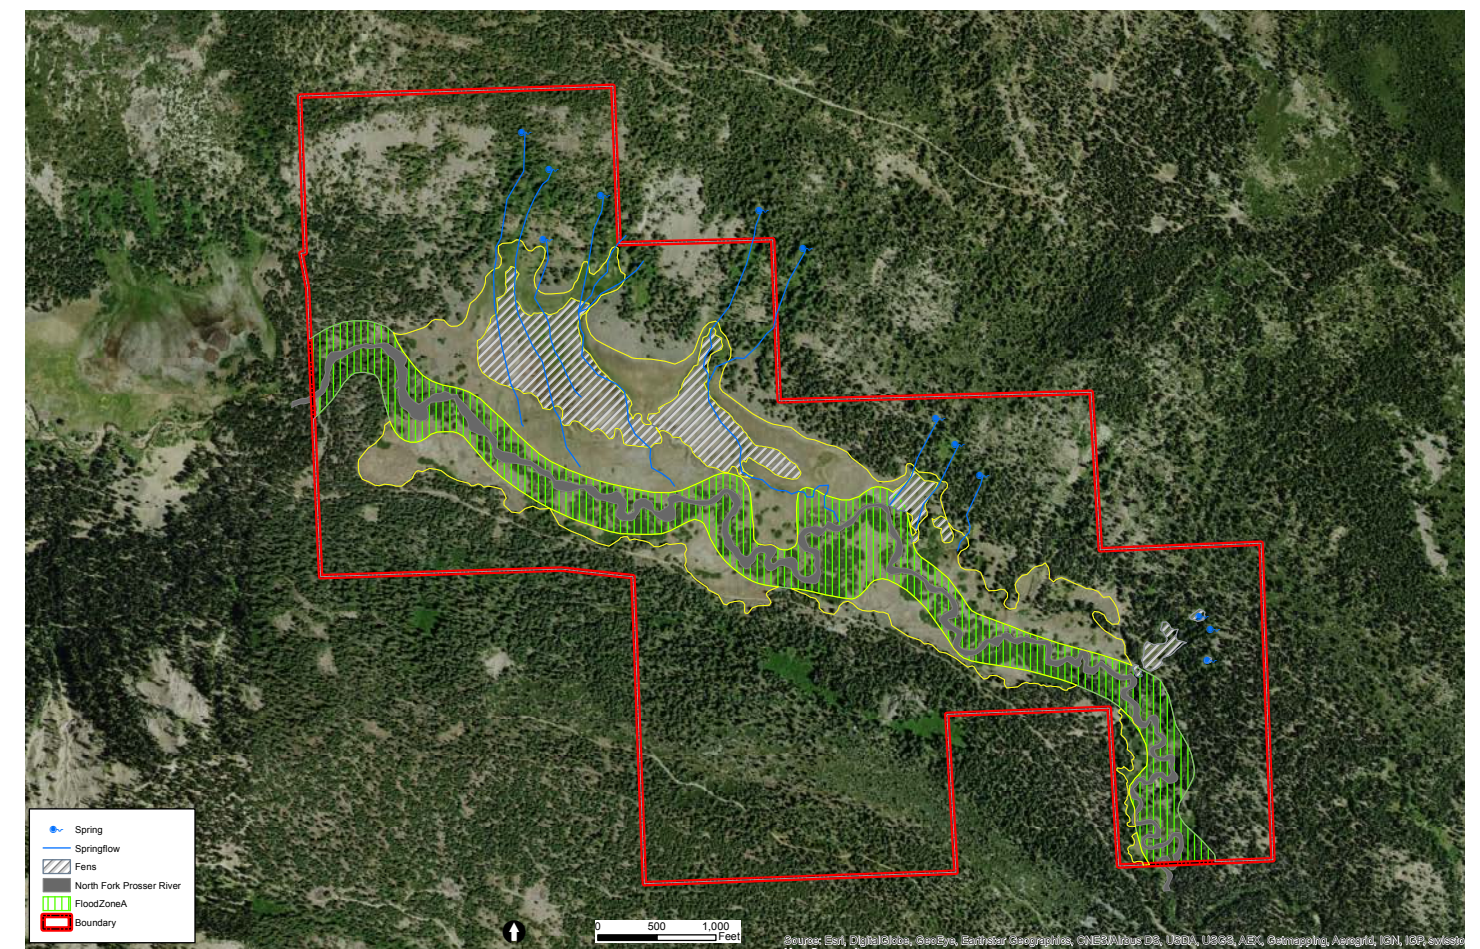 Spring
Springflow
Fens
North Fork Prosser River
FloodZoneA
Boundary
0 500 1,000
Feet
Source: Esri, DigitalGlobe, GeoEye, Earthstar Geographics, CNES/Airbus DS, USDA, USGS, AEX, Getmapping, Aerogrid, IGN, IGP, swissto